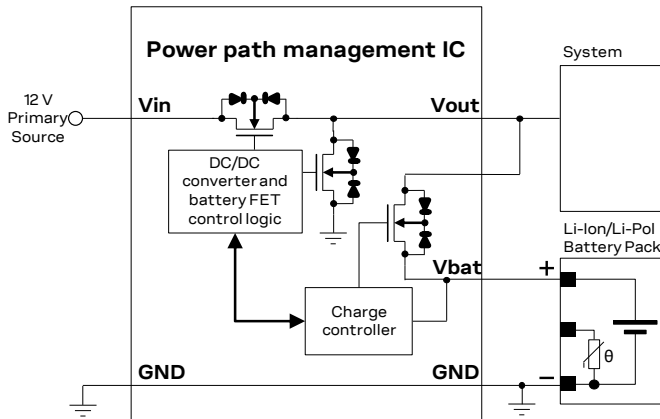 Power path management IC
System
12 V
Primary
Source
Vin
Vout
DC/DC
converter and
battery FET
control logic
Li-Ion/Li-Pol
Battery Pack
Vbat
+
Charge
controller
θ
GND
GND
−